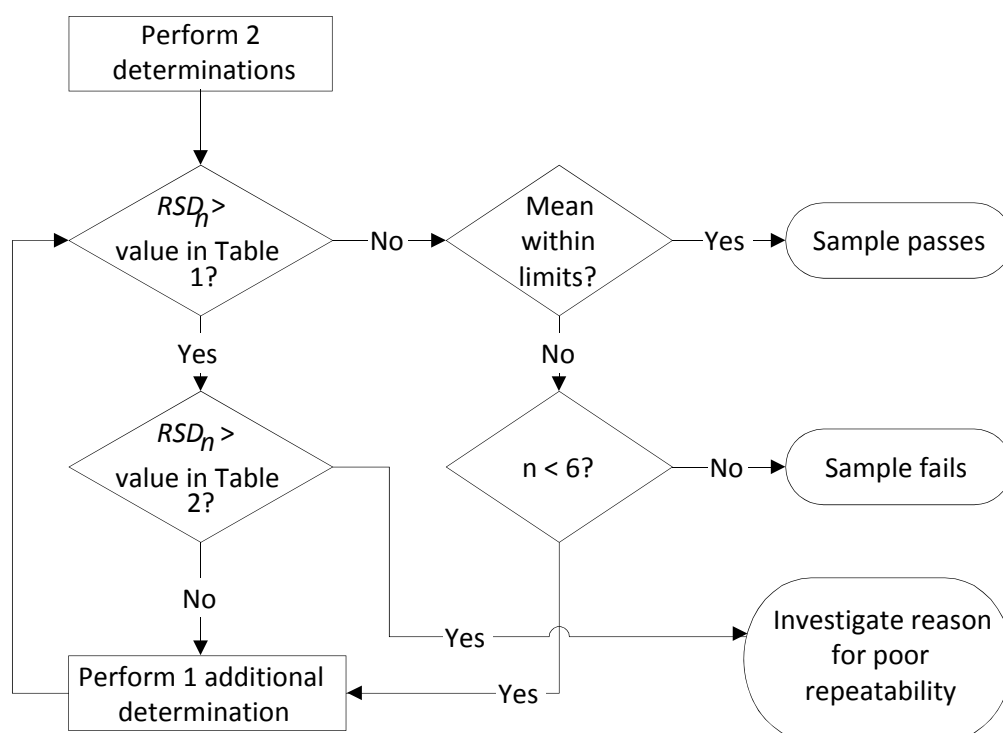 Perform 2
determinations
RSDn >
value in Table
1?
No
Mean
within
limits?
Yes
Sample passes
Yes
No
RSDn >
value in Table
2?
n < 6?
No
Sample fails
No
Yes
Investigate reason
for poor
repeatability
Perform 1 additional
determination
Yes